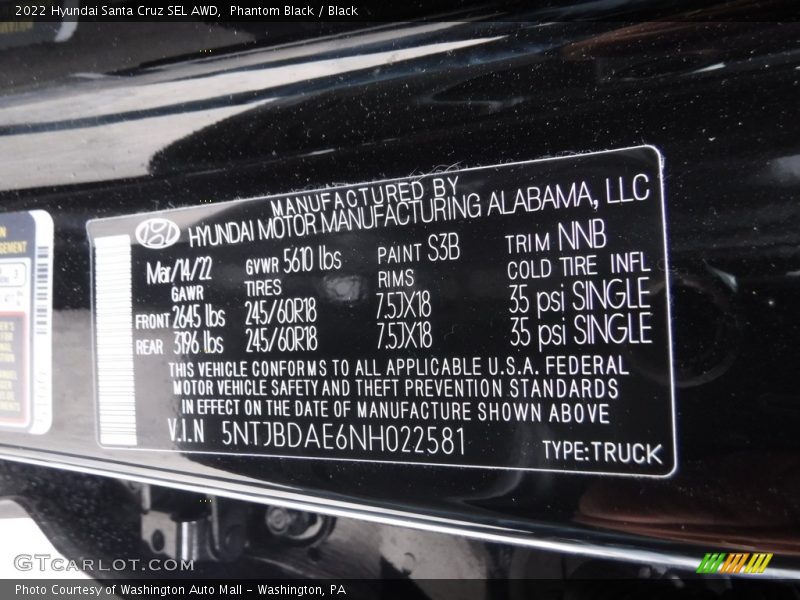 2022 Hyundai Santa Cruz SEL AWD, Phantom Black / Black
MANUFACTURED BY
HYUNDAI MOTOR MANUFACTURING ALABAMA, LLC
Mar/14/22 GVWR 5610 lbs PAINT S3B TRIM NNB
GAWR TIRES RIMS COLD TIRE INFL
FRONT 2645 lbs 245/60R18 7.5JX18 35 psi SINGLE
REAR 3196 lbs 245/60R18 7.5JX18 35 psi SINGLE
THIS VEHICLE CONFORMS TO ALL APPLICABLE U.S.A. FEDERAL
MOTOR VEHICLE SAFETY AND THEFT PREVENTION STANDARDS
IN EFFECT ON THE DATE OF MANUFACTURE SHOWN ABOVE
V.I.N 5NTJBDAE6NH022581 TYPE:TRUCK
GTCARLOT.COM
Photo Courtesy of Washington Auto Mall - Washington, PA